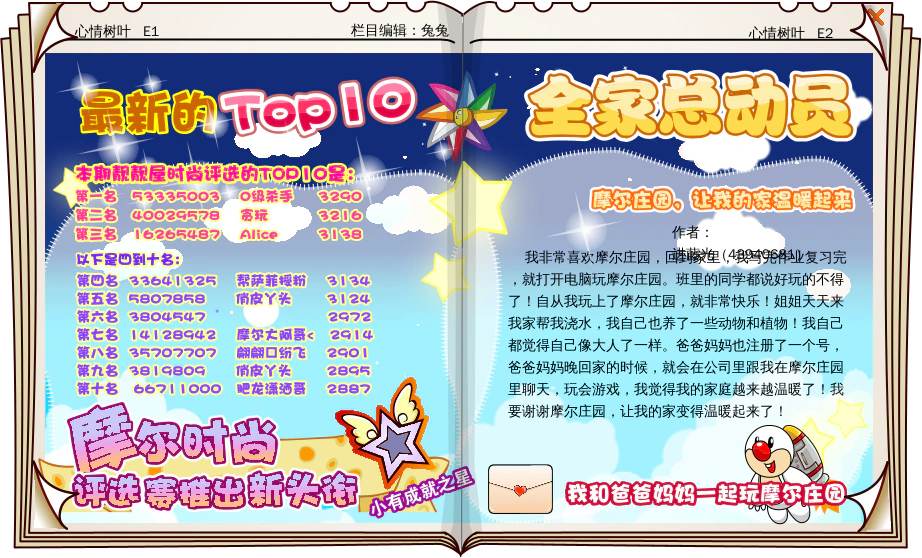 心情树叶 E1
栏目编辑：兔兔
最新的Top10
本期靓靓屋时尚评选的TOP10是：
第一名 53335003 0级杀手 3290
第二名 40029578 贪玩 3216
第三名 16265487 Alice 3138
以下是四到十名：
第四名 33641325 帮萨菲授粉 3134
第五名 5807858 俏皮丫头 3124
第六名 3804547 2972
第七名 14128942 摩尔大阿哥< 2914
第八名 35707707 翩翩口纷飞 2901
第九名 3819809 俏皮丫头 2895
第十名 66711000 肥龙潇洒哥 2887
摩尔时尚
评选赛推出新头衔
小有成就之星
心情树叶 E2
全家总动员
摩尔庄园，让我的家温暖起来
作者：
我非常喜欢摩尔庄园，回到家里，我写完作业复习完
，就打开电脑玩摩尔庄园。班里的同学都说好玩的不得
了！自从我玩上了摩尔庄园，就非常快乐！姐姐天天来
我家帮我浇水，我自己也养了一些动物和植物！我自己
都觉得自己像大人了一样。爸爸妈妈也注册了一个号，
爸爸妈妈晚回家的时候，就会在公司里跟我在摩尔庄园
里聊天，玩会游戏，我觉得我的家庭越来越温暖了！我
要谢谢摩尔庄园，让我的家变得温暖起来了！
我和爸爸妈妈一起玩摩尔庄园